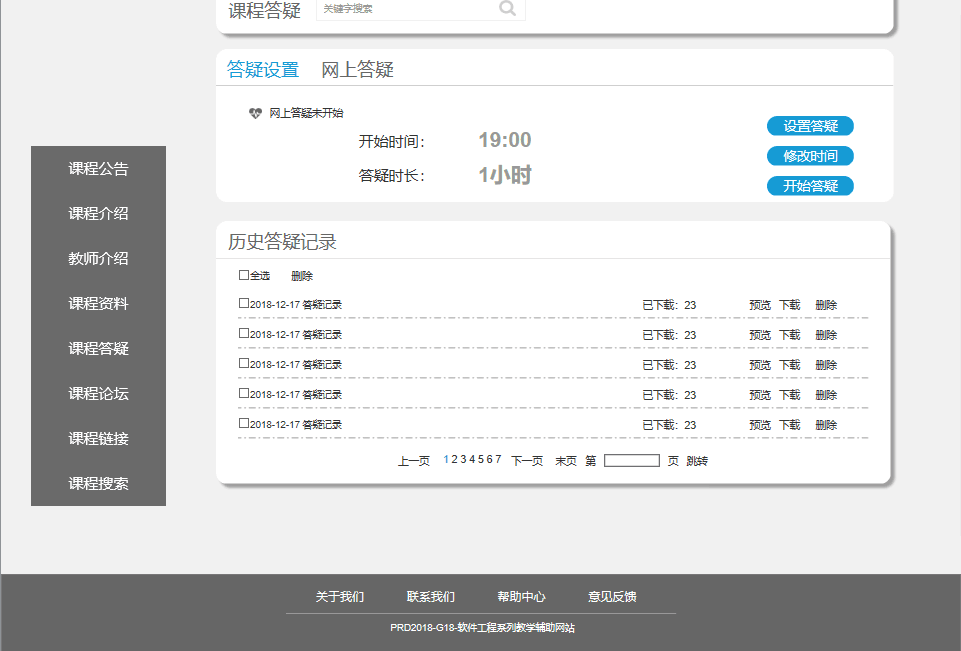 课程答疑 关键字搜索
答疑设置 网上答疑
网上答疑未开始
开始时间： 19:00
答疑时长： 1小时
设置答疑
修改时间
开始答疑
课程公告
课程介绍
教师介绍
课程资料
课程答疑
课程论坛
课程链接
课程搜索
历史答疑记录
全选 删除
2018-12-17 答疑记录 已下载：23 预览 下载 删除
2018-12-17 答疑记录 已下载：23 预览 下载 删除
2018-12-17 答疑记录 已下载：23 预览 下载 删除
2018-12-17 答疑记录 已下载：23 预览 下载 删除
2018-12-17 答疑记录 已下载：23 预览 下载 删除
上一页 1 2 3 4 5 6 7 下一页 末页 第 页 跳转
关于我们 联系我们 帮助中心 意见反馈
PRD2018-G18-软件工程系列教学辅助网站